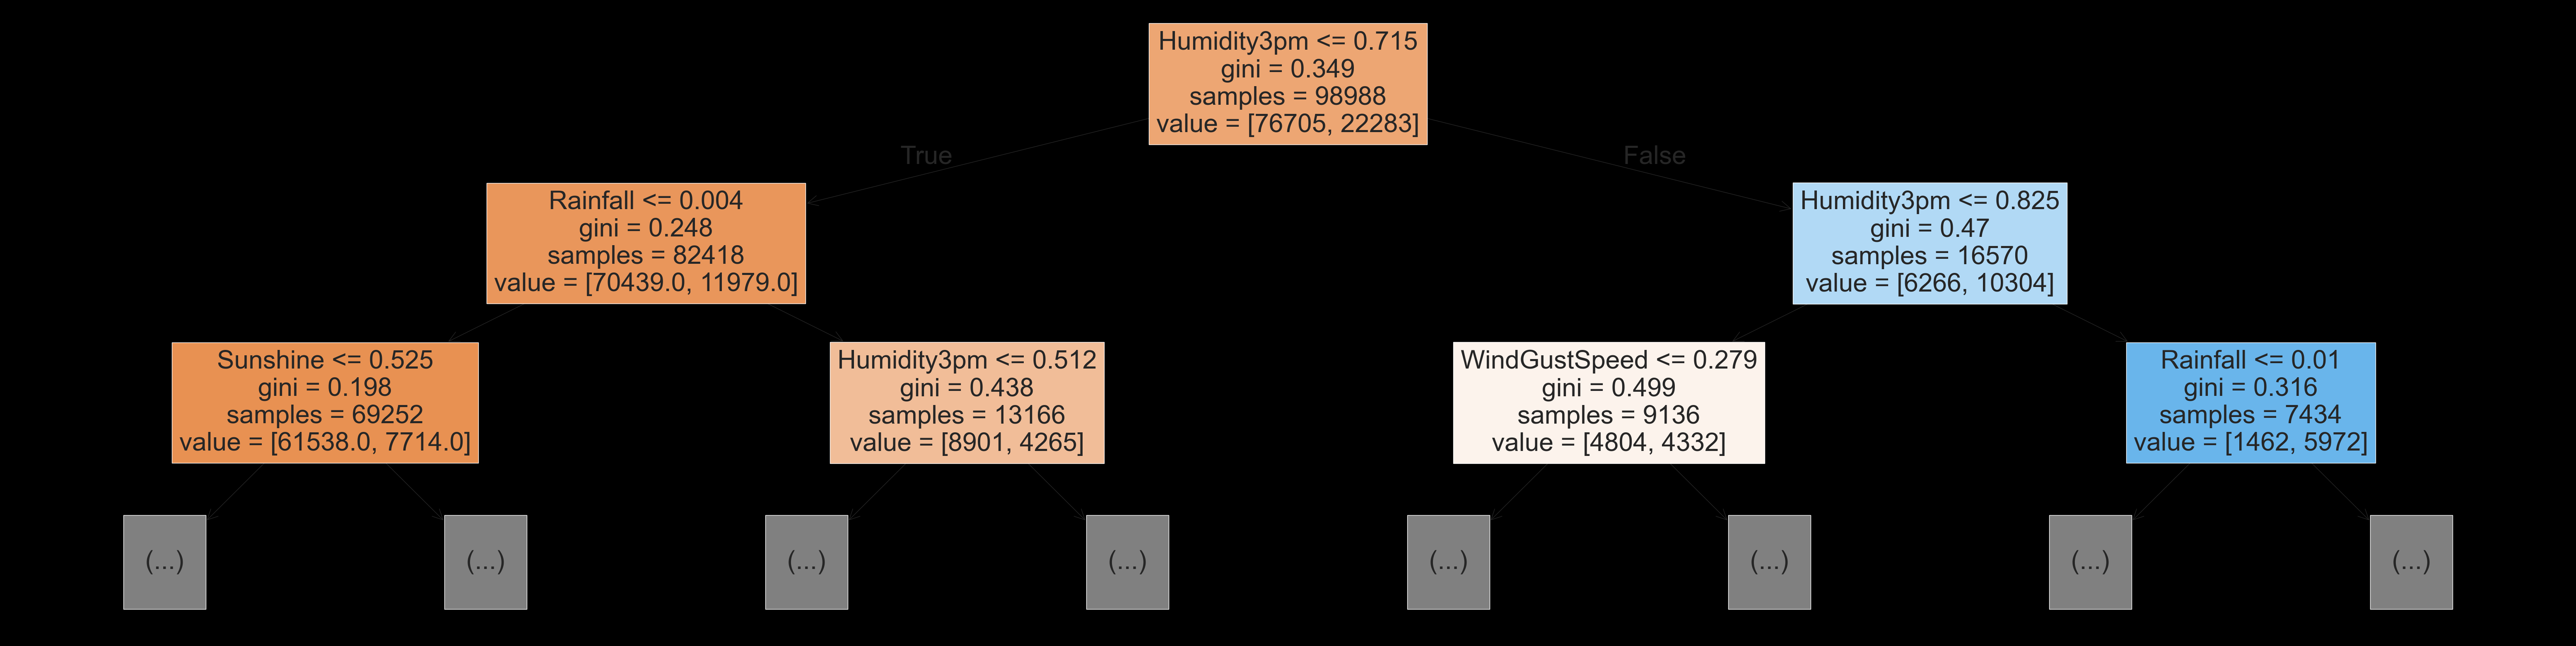 Humidity3pm <= 0.715
gini = 0.349
samples = 98988
value = [76705, 22283]
True
False
Rainfall <= 0.004
gini = 0.248
samples = 82418
value = [70439.0, 11979.0]
Humidity3pm <= 0.825
gini = 0.47
samples = 16570
value = [6266, 10304]
Sunshine <= 0.525
gini = 0.198
samples = 69252
value = [61538.0, 7714.0]
Humidity3pm <= 0.512
gini = 0.438
samples = 13166
value = [8901, 4265]
WindGustSpeed <= 0.279
gini = 0.499
samples = 9136
value = [4804, 4332]
Rainfall <= 0.01
gini = 0.316
samples = 7434
value = [1462, 5972]
(...)
(...)
(...)
(...)
(...)
(...)
(...)
(...)